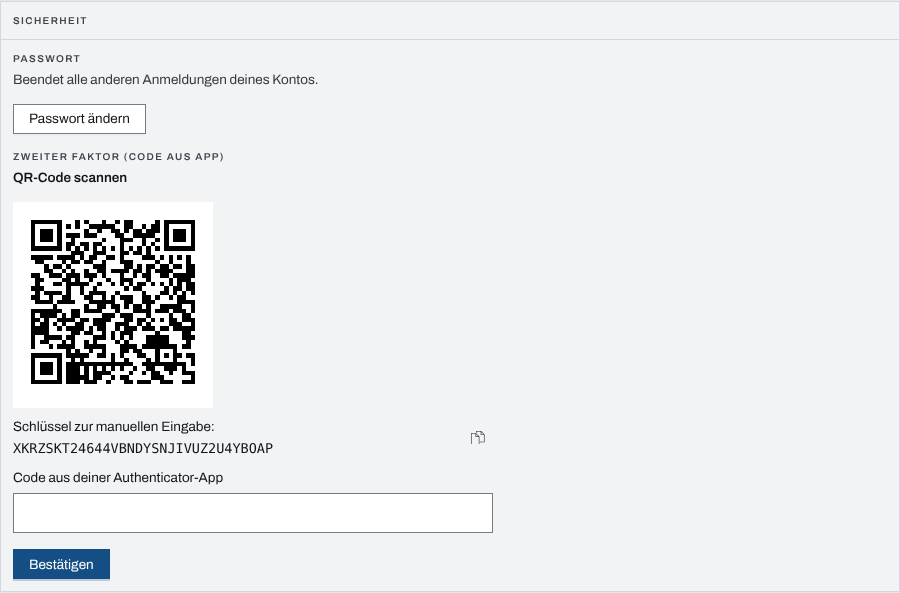 SICHERHEIT
PASSWORT
Beendet alle anderen Anmeldungen deines Kontos.
Passwort ändern
ZWEITER FAKTOR (CODE AUS APP)
QR-Code scannen
Schlüssel zur manuellen Eingabe:
XKRZSKT24644VBNDYSNJIVUZ2U4YBOAP
Code aus deiner Authenticator-App
Bestätigen